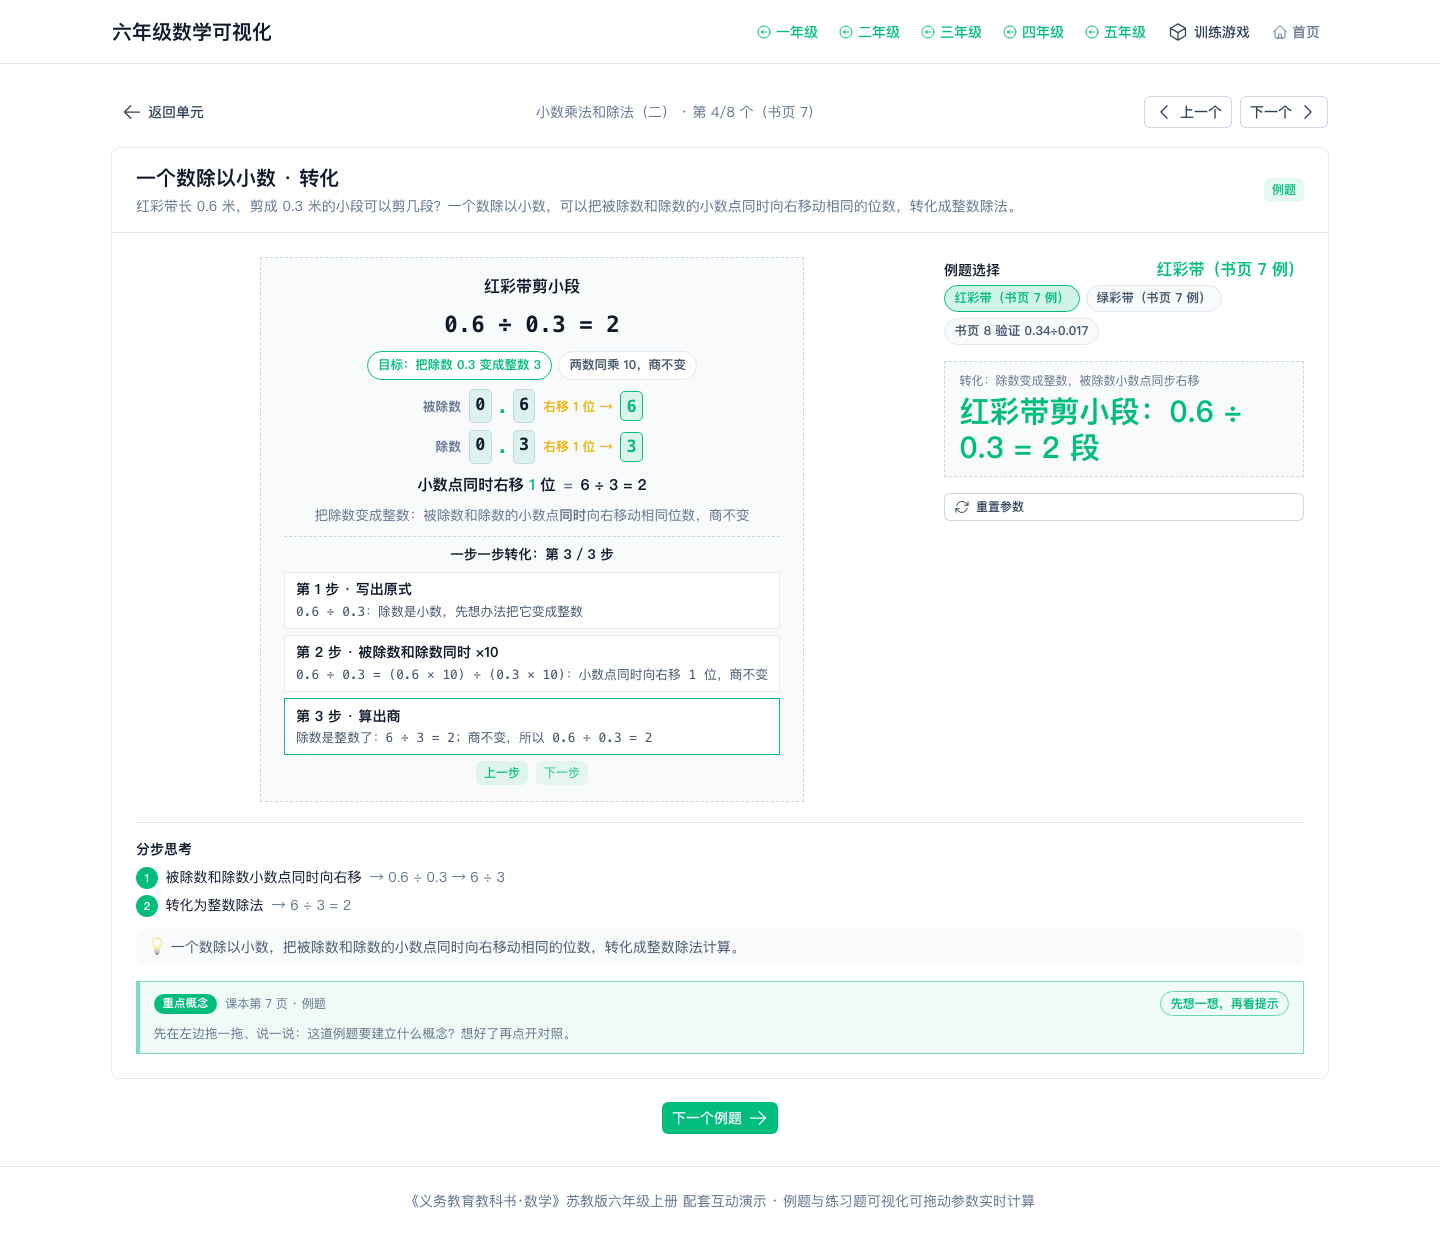 六年级数学可视化
一年级 二年级 三年级 四年级 五年级 训练游戏 首页
返回单元
小数乘法和除法（二） · 第 4/8 个（书页 7）
上一个 下一个
一个数除以小数 · 转化
红彩带长 0.6 米，剪成 0.3 米的小段可以剪几段？一个数除以小数，可以把被除数和除数的小数点同时向右移动相同的位数，转化成整数除法。
例题
红彩带剪小段
0.6 ÷ 0.3 = 2
目标：把除数 0.3 变成整数 3 两数同乘 10，商不变
被除数 0 . 6 右移 1 位 → 6
除数 0 . 3 右移 1 位 → 3
小数点同时右移 1 位 = 6 ÷ 3 = 2
把除数变成整数：被除数和除数的小数点同时向右移动相同位数，商不变
一步一步转化：第 3 / 3 步
第 1 步 · 写出原式
0.6 ÷ 0.3：除数是小数，先想办法把它变成整数
第 2 步 · 被除数和除数同时 ×10
0.6 ÷ 0.3 = (0.6 × 10) ÷ (0.3 × 10)：小数点同时向右移 1 位，商不变
第 3 步 · 算出商
除数是整数了：6 ÷ 3 = 2；商不变，所以 0.6 ÷ 0.3 = 2
上一步 下一步
例题选择 红彩带（书页 7 例）
红彩带（书页 7 例） 绿彩带（书页 7 例）
书页 8 验证 0.34÷0.017
转化：除数变成整数，被除数小数点同步右移
红彩带剪小段：0.6 ÷
0.3 = 2 段
重置参数
分步思考
1 被除数和除数小数点同时向右移 → 0.6 ÷ 0.3 → 6 ÷ 3
2 转化为整数除法 → 6 ÷ 3 = 2
💡 一个数除以小数，把被除数和除数的小数点同时向右移动相同的位数，转化成整数除法计算。
重点概念 课本第 7 页 · 例题
先想一想，再看提示
先在左边拖一拖、说一说：这道例题要建立什么概念？想好了再点开对照。
下一个例题 →
《义务教育教科书·数学》苏教版六年级上册 配套互动演示 · 例题与练习题可视化可拖动参数实时计算